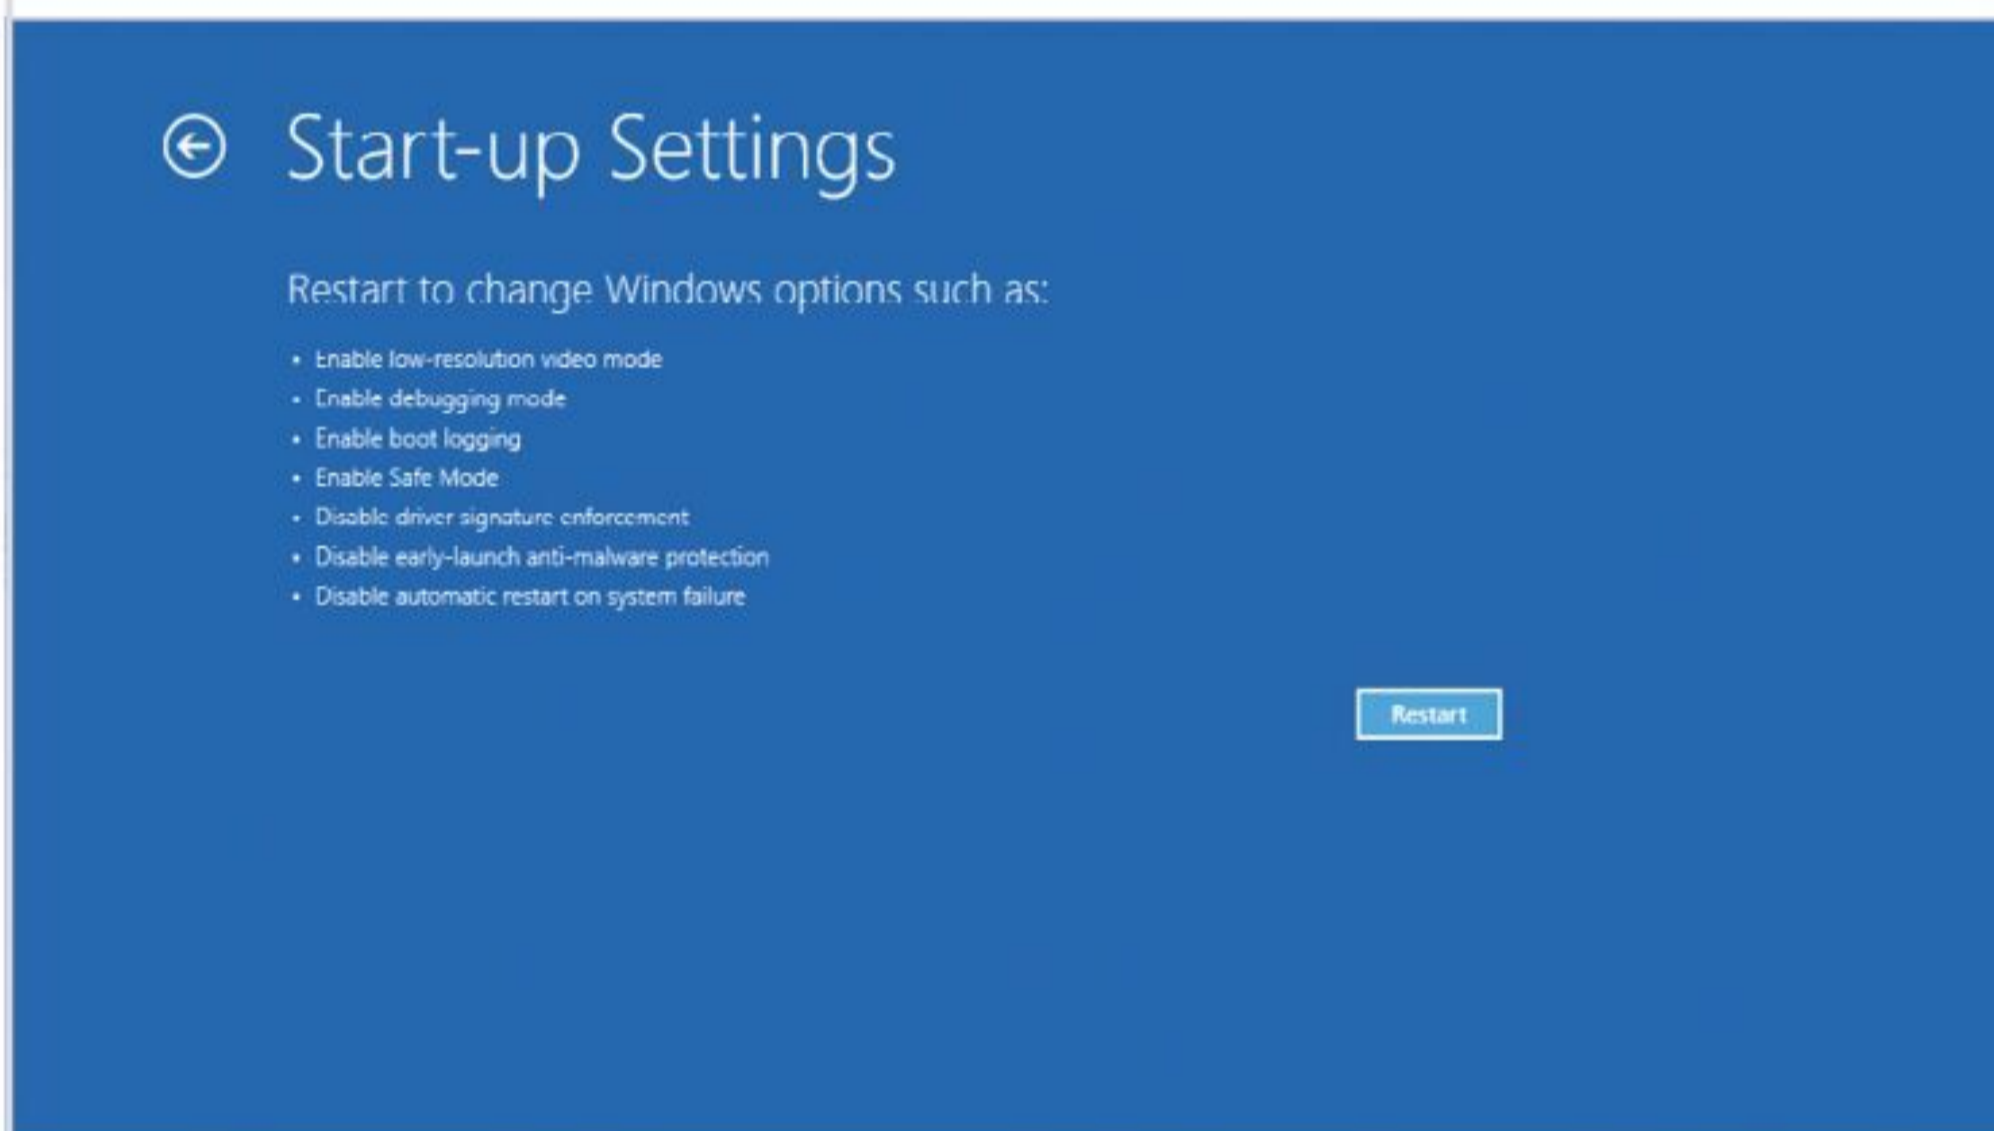 Start-up Settings
Restart to change Windows options such as:
• Enable low-resolution video mode
• Enable debugging mode
• Enable boot logging
• Enable Safe Mode
• Disable driver signature enforcement
• Disable early-launch anti-malware protection
• Disable automatic restart on system failure
Restart